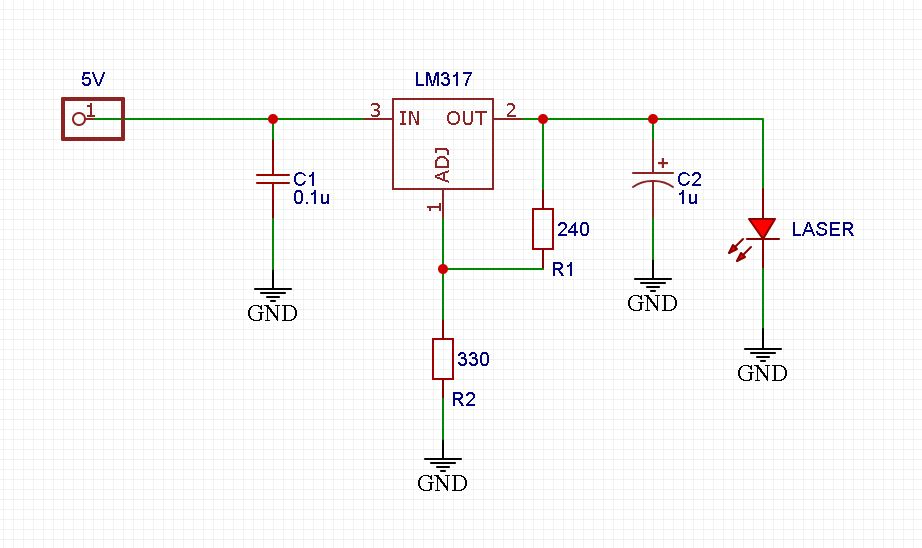 5V
1
LM317
3
IN
OUT
2
ADJ
1
C1
0.1u
GND
240
R1
+
C2
1u
GND
LASER
GND
330
R2
GND